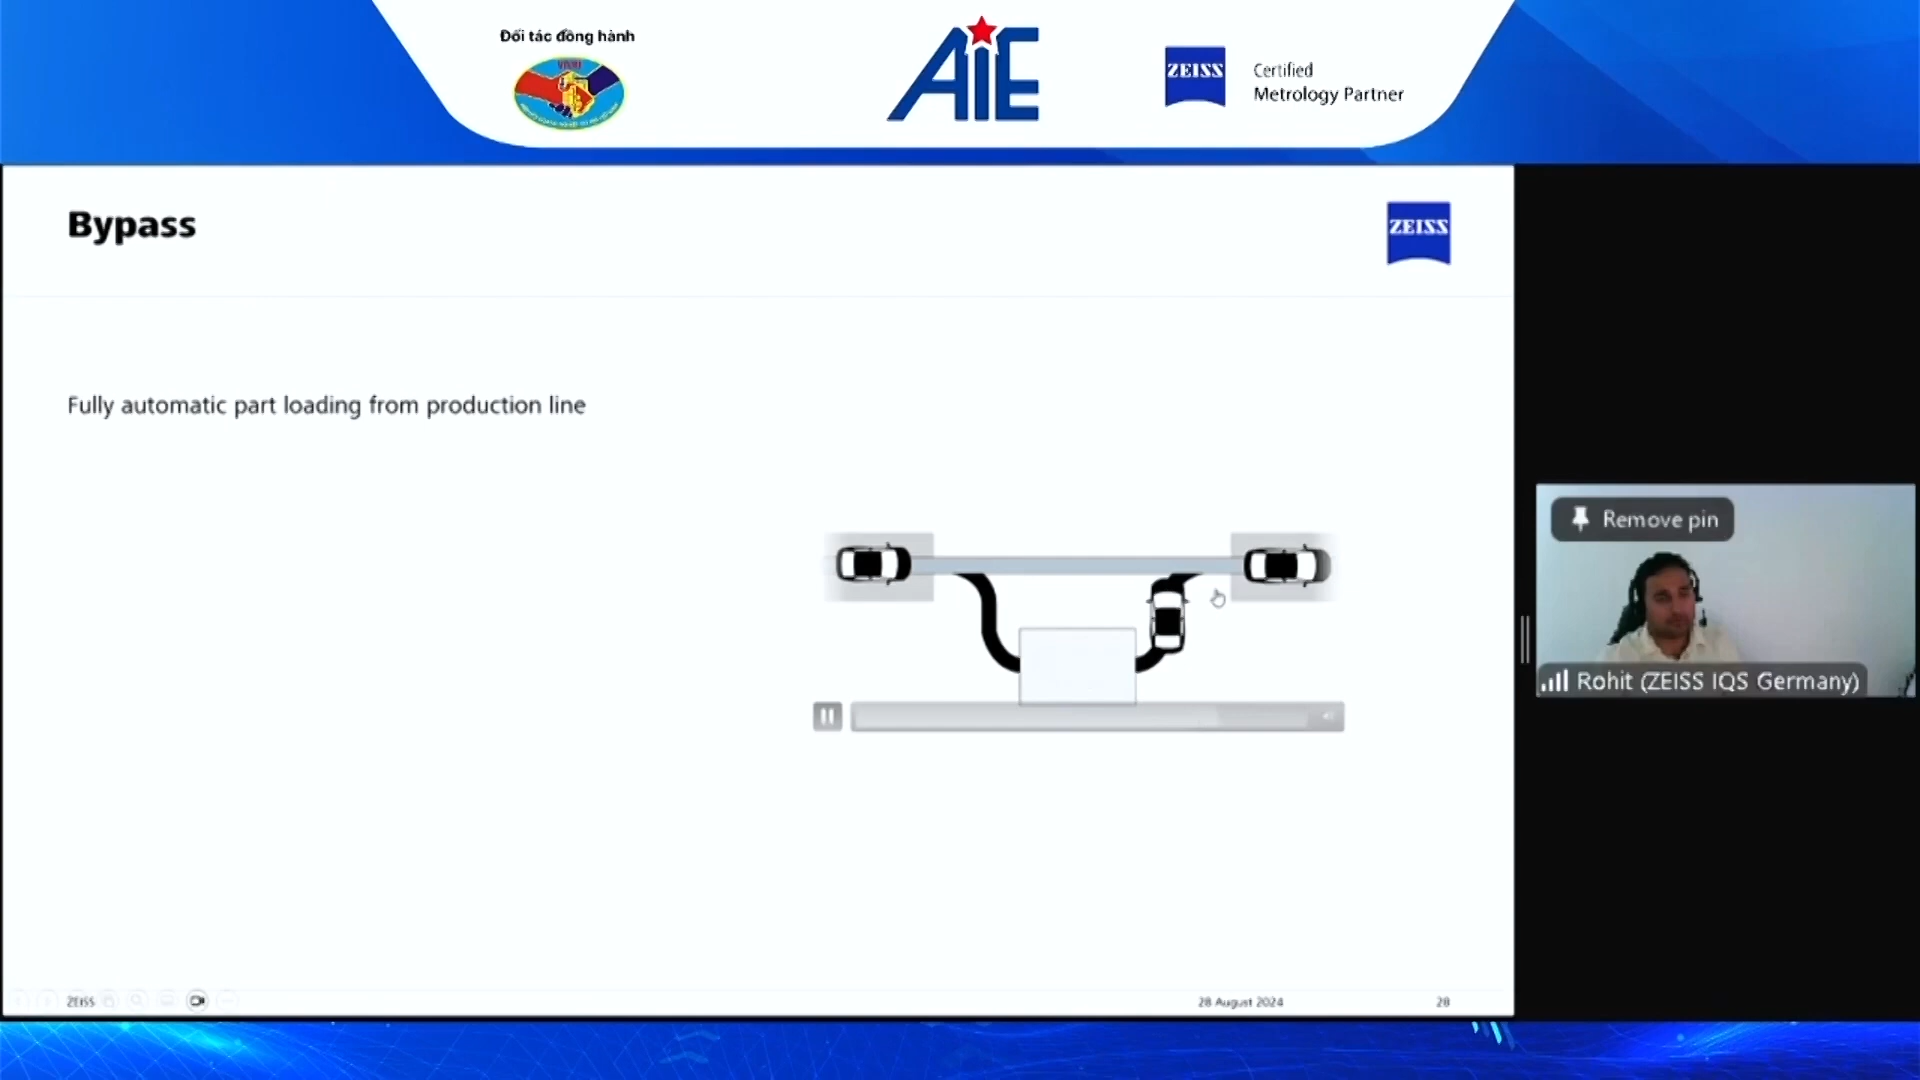 Đối tác đồng hành
VAMI
AiE
ZEISS
Certified
Metrology Partner
Bypass
ZEISS
Fully automatic part loading from production line
Remove pin
Rohit (ZEISS IQS Germany)
ZEISS
28 August 2024
28